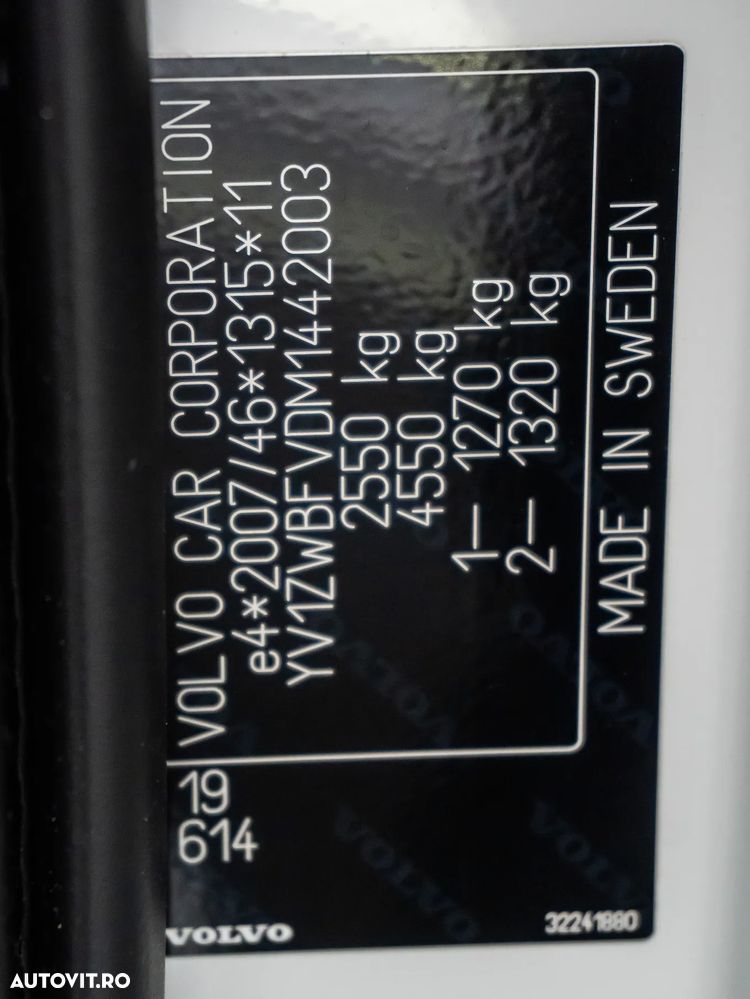 VOLVO CAR CORPORATION
e4*2007/46*1315*11
YV1ZWBFVDM1442003
2550 kg
4550 kg
1— 1270 kg
2— 1320 kg
MADE IN SWEDEN
19
614
VOLVO
32241880
AUTOVIT.RO